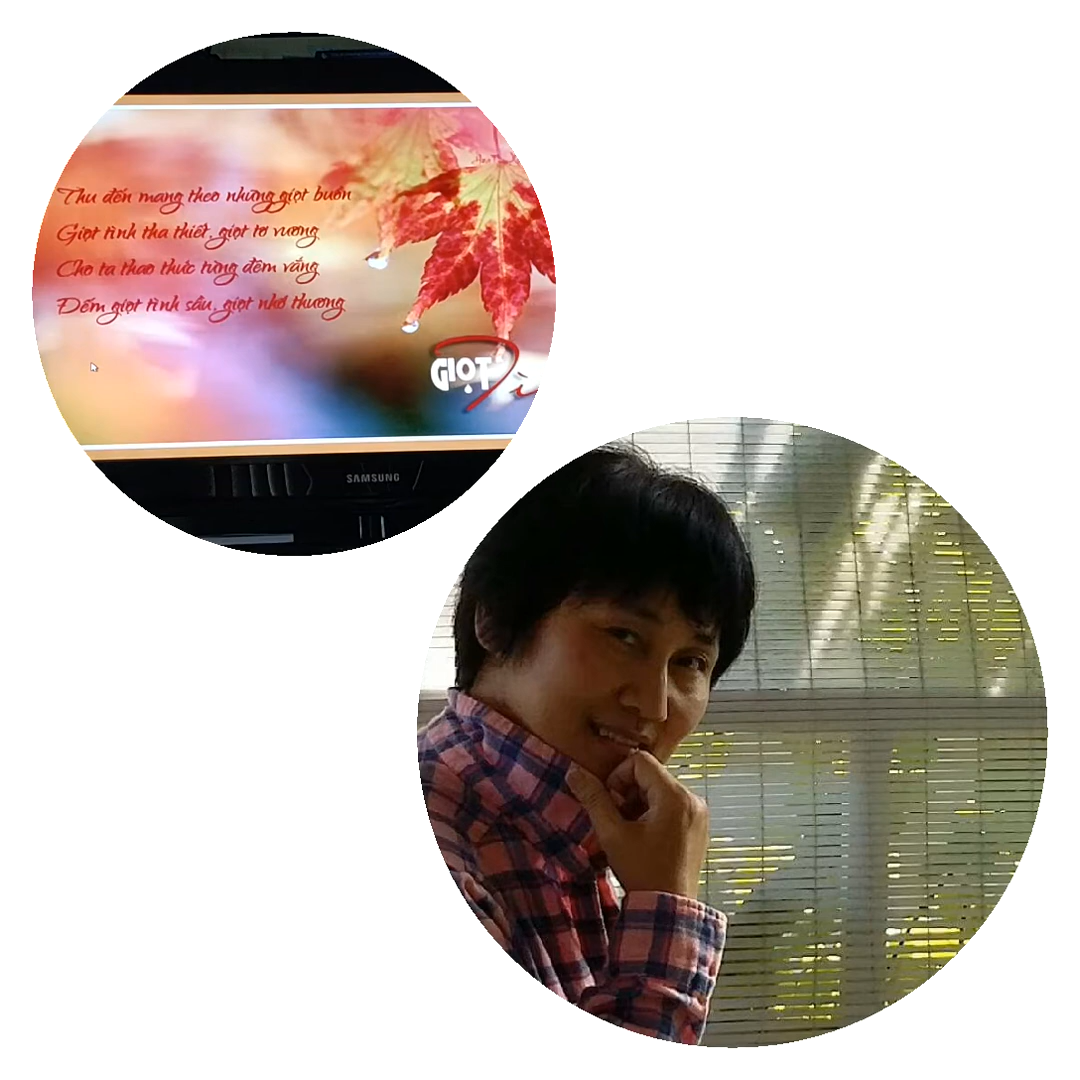 Thu đến mang theo những giọt buồn
Giọt tình tha thiết, giọt tơ vương
Cho ta thao thức từng đêm vắng
Đếm giọt tình sầu, giọt nhớ thương
GIỌT
SAMSUNG